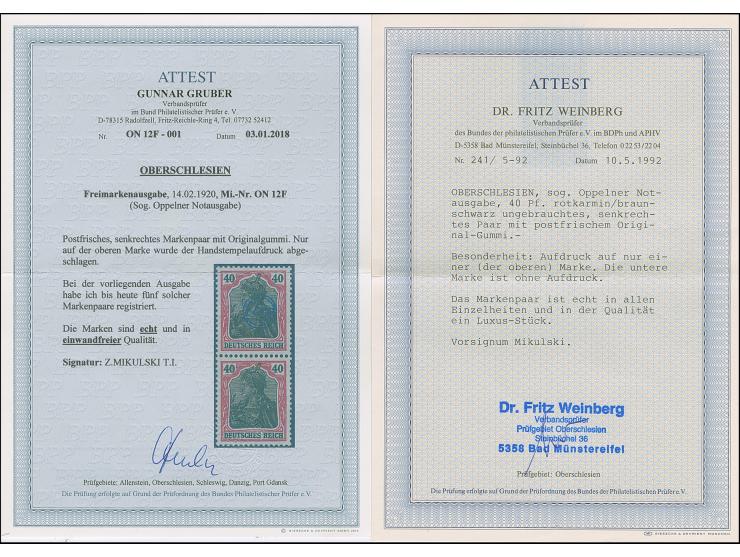 ATTEST
GUNNAR GRUBER
Verbandsprüfer
im Bund Philatelistischer Prüfer e. V.
D-78315 Radolfzell, Fritz-Reichle-Ring 4, Tel. 07732 52412
Nr. ON 12F - 001 Datum 03.01.2018
OBERSCHLESIEN
Freimarkenausgabe, 14.02.1920, Mi.-Nr. ON 12F
(Sog. Oppelner Notausgabe)
Postfrisches, senkrechtes Markenpaar mit Originalgummi. Nur
auf der oberen Marke wurde der Handstempelaufdruck abge-
schlagen.
Bei der vorliegenden Ausgabe
habe ich bis heute fünf solcher
Markenpaare registriert.
Die Marken sind echt und in
einwandfreier Qualität.
Signatur: Z.MIKULSKI T.I.
40 40
DEUTSCHES REICH
40 40
DEUTSCHES REICH
Prüfgebiete: Allenstein, Oberschlesien, Schleswig, Danzig, Port Gdansk
Die Prüfung erfolgte auf Grund der Prüfordnung des Bundes Philatelistischer Prüfer e.V.
ATTEST
DR. FRITZ WEINBERG
Verbandsprüfer
des Bundes der philatelistischen Prüfer e.V. im BDPh und APHV
D-5358 Bad Münstereifel, Steinbüchel 36, Telefon 0 22 53/22 04
Nr. 241/ 5-92 Datum 10.5.1992
OBERSCHLESIEN, sog. Oppelner Not-
ausgabe, 40 Pf. rotkarmin/braun-
schwarz ungebrauchtes, senkrech-
tes Paar mit postfrischem Origi-
nal-Gummi.-
Besonderheit: Aufdruck auf nur ei-
ner (der oberen) Marke. Die untere
Marke ist ohne Aufdruck.
Das Markenpaar ist echt in allen
Einzelheiten und in der Qualität
ein Luxus-Stück.
Vorsignum Mikulski.
Dr. Fritz Weinberg
Verbandsprüfer
Prüfgebiet Oberschlesien
Steinbüchel 36
5358 Bad Münstereifel
Prüfgebiet: Oberschlesien
Die Prüfung erfolgte auf Grund der Prüfordnung des Bundes der Philatelistischen Prüfer e.V.